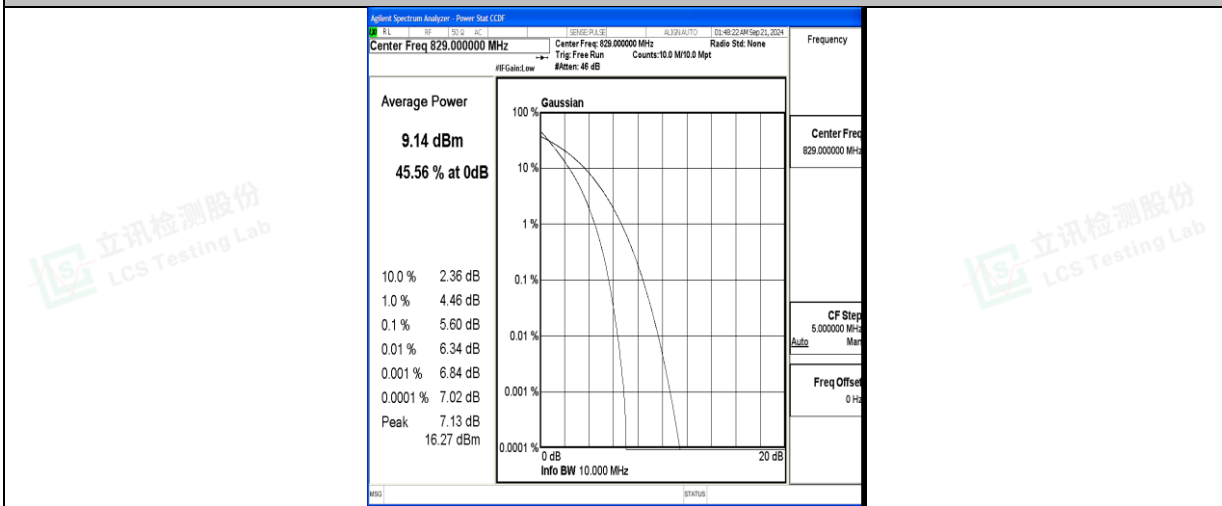 Agilent Spectrum Analyzer - Power Stat CCDF
RL RF 50 Ω AC SENSE:PULSE ALIGN AUTO 01:48:22 AM Sep 21, 2024
Center Freq 829.000000 MHz
Center Freq: 829.000000 MHz Radio Std: None
Trig: Free Run Counts:10.0 M/10.0 Mpt
#IFGain:Low #Atten: 46 dB
Frequency
Average Power
9.14 dBm
45.56 % at 0dB
10.0 % 2.36 dB
1.0 % 4.46 dB
0.1 % 5.60 dB
0.01 % 6.34 dB
0.001 % 6.84 dB
0.0001 % 7.02 dB
Peak 7.13 dB
16.27 dBm
Gaussian
100 %
10 %
1 %
0.1 %
0.01 %
0.001 %
0.0001 %
0 dB 20 dB
Info BW 10.000 MHz
Center Freq
829.000000 MHz
CF Step
5.000000 MHz
Auto Man
Freq Offset
0 Hz
MSG STATUS
立讯检测股份
LCS Testing Lab
立讯检测股份
LCS Testing Lab